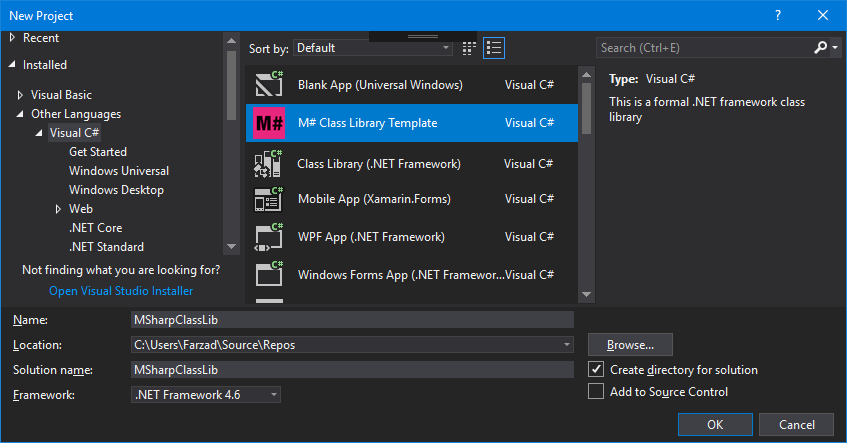 New Project
?
Recent
Installed
Visual Basic
Other Languages
Visual C#
Get Started
Windows Universal
Windows Desktop
Web
.NET Core
.NET Standard
Not finding what you are looking for?
Open Visual Studio Installer
Sort by: Default
C# Blank App (Universal Windows) Visual C#
M# M# Class Library Template Visual C#
C# Class Library (.NET Framework) Visual C#
C# Mobile App (Xamarin.Forms) Visual C#
C# WPF App (.NET Framework) Visual C#
C# Windows Forms App (.NET Framewor... Visual C#
C#
Search (Ctrl+E)
Type: Visual C#
This is a formal .NET framework class
library
Name: MSharpClassLib
Location: C:\Users\Farzad\Source\Repos
Browse...
Solution name: MSharpClassLib
Create directory for solution
Framework: .NET Framework 4.6
Add to Source Control
OK Cancel